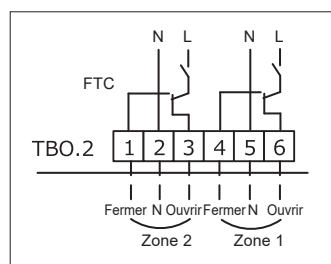 N L N L
FTC
TBO.2 1 2 3 4 5 6
Fermer N Ouvrir Fermer N Ouvrir
Zone 2 Zone 1